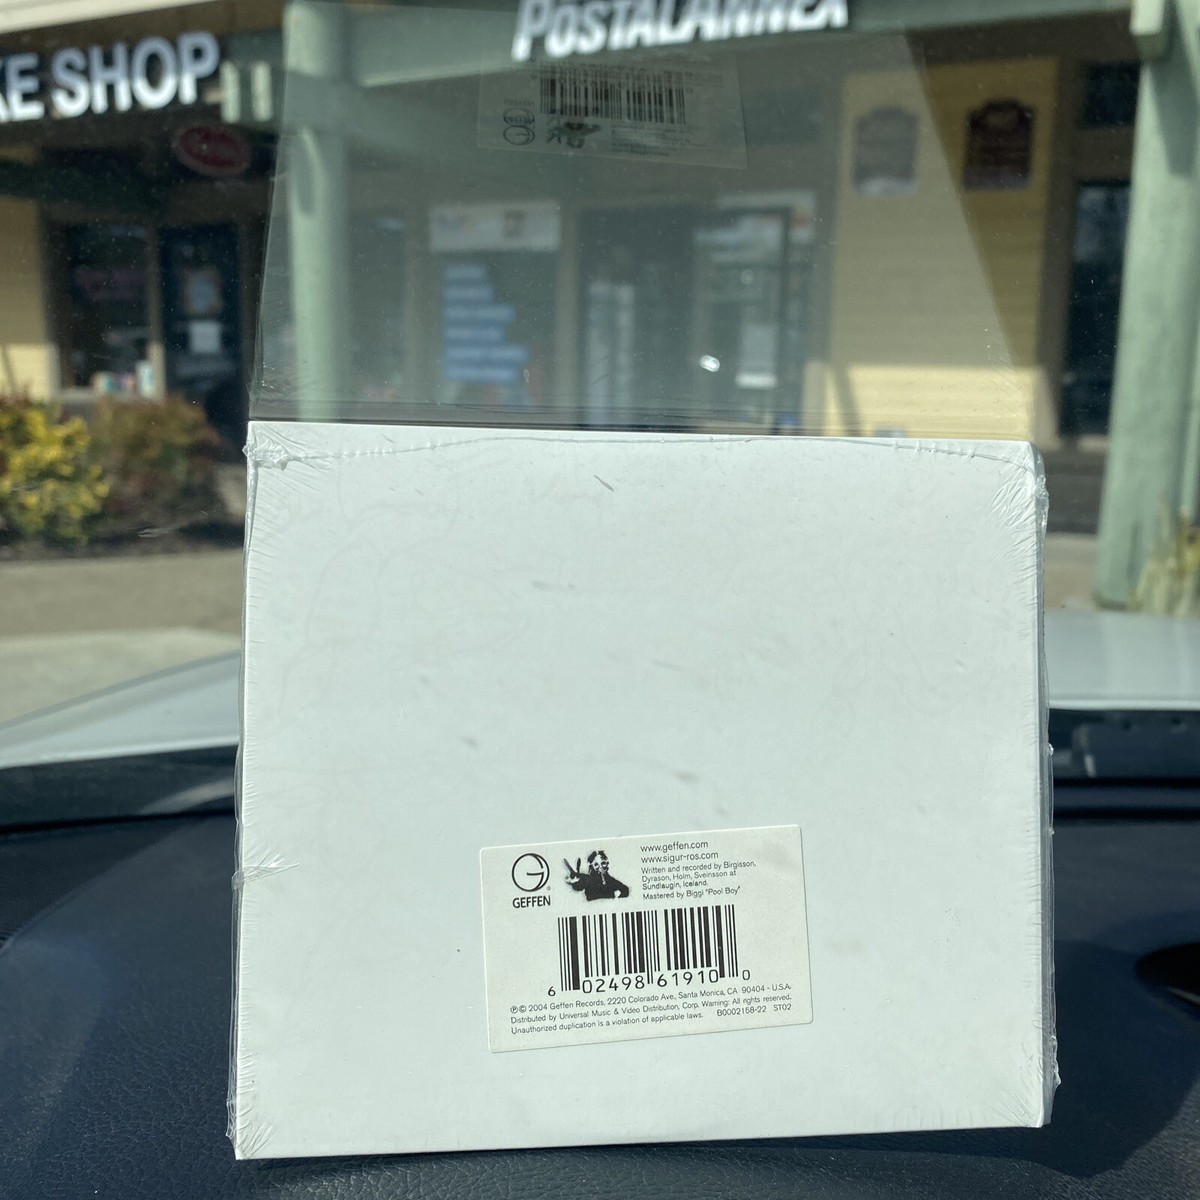 KE SHOP
POSTALANNEX
GEFFEN
www.geffen.com
www.sigur-ros.com
Written and recorded by Birgisson,
Dyrason, Holm, Sveinsson at
Sundlaugin, Iceland.
Mastered by Biggi "Pool Boy"
6 02498 61910 0
℗© 2004 Geffen Records, 2220 Colorado Ave., Santa Monica, CA 90404 - U.S.A.
Distributed by Universal Music & Video Distribution, Corp. Warning: All rights reserved.
Unauthorized duplication is a violation of applicable laws. B0002158-22 ST02